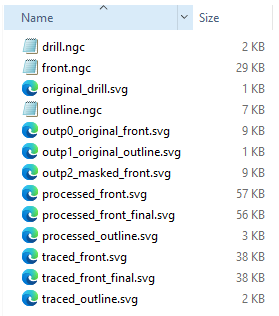 Name Size
drill.ngc 2 KB
front.ngc 29 KB
original_drill.svg 1 KB
outline.ngc 7 KB
outp0_original_front.svg 9 KB
outp1_original_outline.svg 1 KB
outp2_masked_front.svg 9 KB
processed_front.svg 57 KB
processed_front_final.svg 56 KB
processed_outline.svg 3 KB
traced_front.svg 38 KB
traced_front_final.svg 38 KB
traced_outline.svg 2 KB